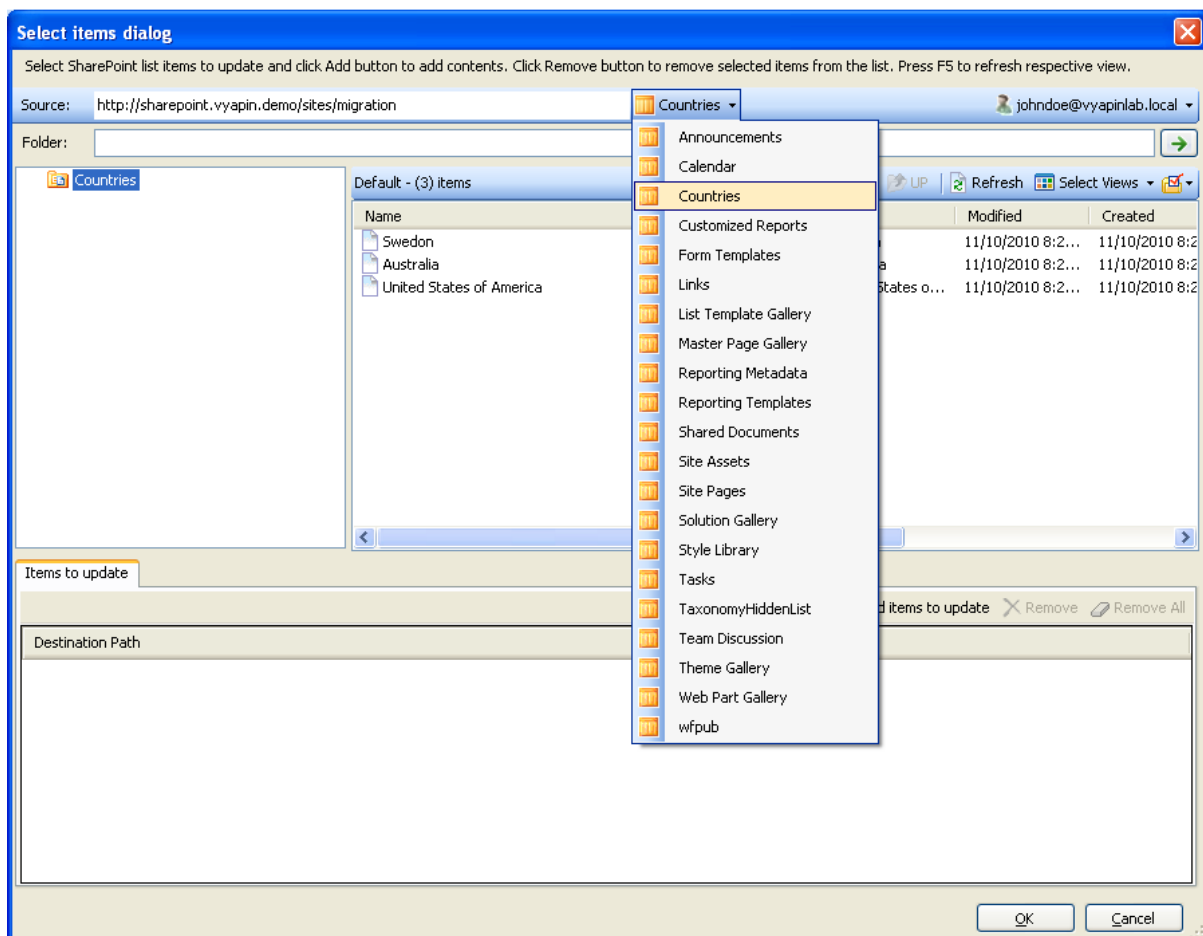 Select items dialog
Select SharePoint list items to update and click Add button to add contents. Click Remove button to remove selected items from the list. Press F5 to refresh respective view.
Source: http://sharepoint.vyapin.demo/sites/migration Countries johndoe@vyapinlab.local
Folder:
Countries
Default - (3) items UP Refresh Select Views
Name Modified Created
Swedon 11/10/2010 8:2... 11/10/2010 8:2
Australia 11/10/2010 8:2... 11/10/2010 8:2
United States of America States o... 11/10/2010 8:2... 11/10/2010 8:2
Announcements
Calendar
Countries
Customized Reports
Form Templates
Links
List Template Gallery
Master Page Gallery
Reporting Metadata
Reporting Templates
Shared Documents
Site Assets
Site Pages
Solution Gallery
Style Library
Tasks
TaxonomyHiddenList
Team Discussion
Theme Gallery
Web Part Gallery
wfpub
Items to update
items to update Remove Remove All
Destination Path
OK Cancel